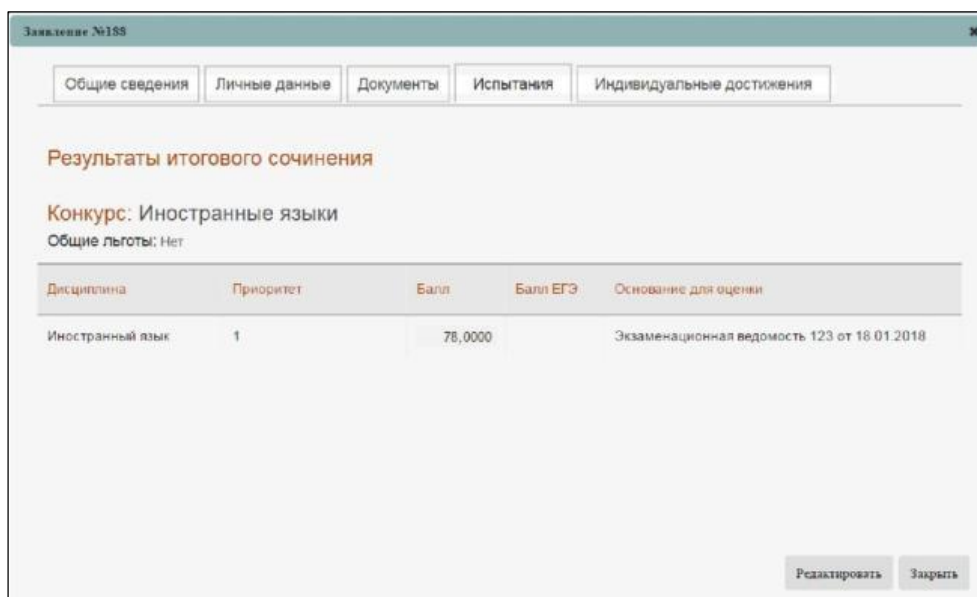 Заявление №188
Общие сведения Личные данные Документы Испытания Индивидуальные достижения
Результаты итогового сочинения
Конкурс: Иностранные языки
Общие льготы: Нет
Дисциплина Приоритет Балл Балл ЕГЭ Основание для оценки
Иностранный язык 1 78,0000 Экзаменационная ведомость 123 от 18.01.2018
Редактировать Закрыть